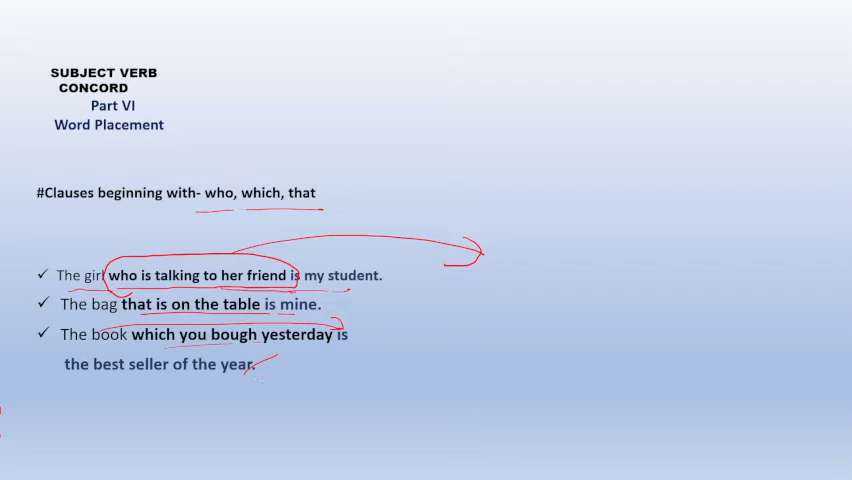 SUBJECT VERB
CONCORD
Part VI
Word Placement
#Clauses beginning with- who, which, that
✓ The girl who is talking to her friend is my student.
✓ The bag that is on the table is mine.
✓ The book which you bough yesterday is
the best seller of the year.